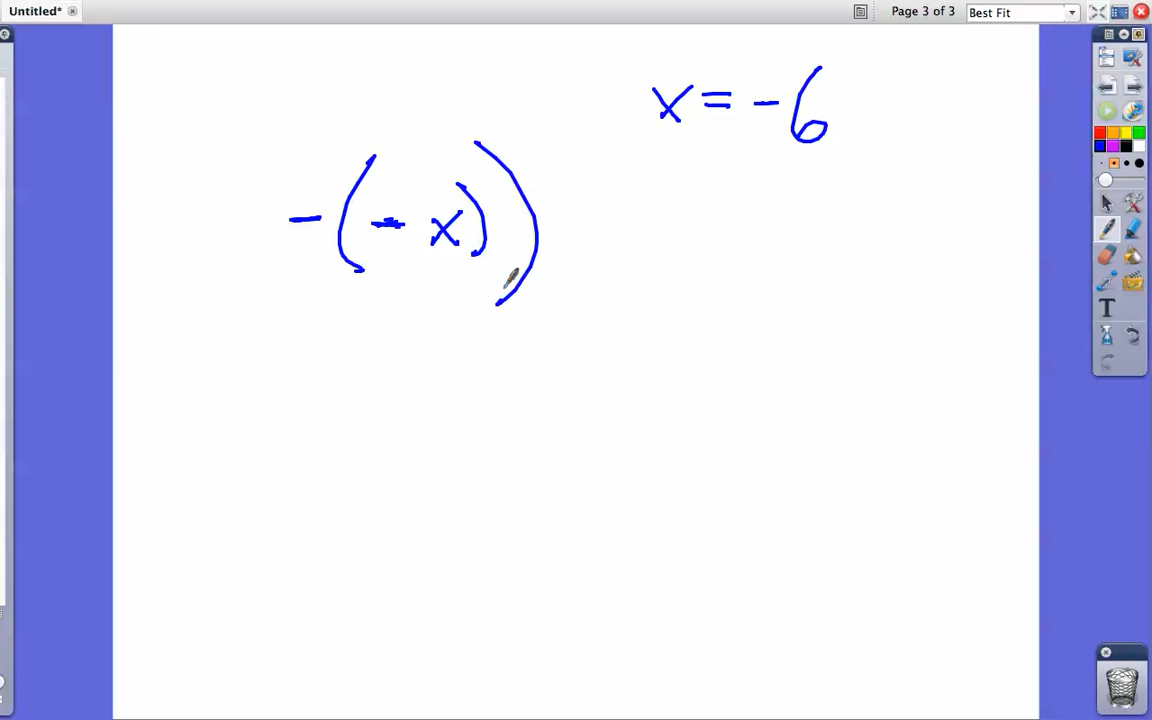 Untitled*
Page 3 of 3
Best Fit
x = -6
-(- x))
T